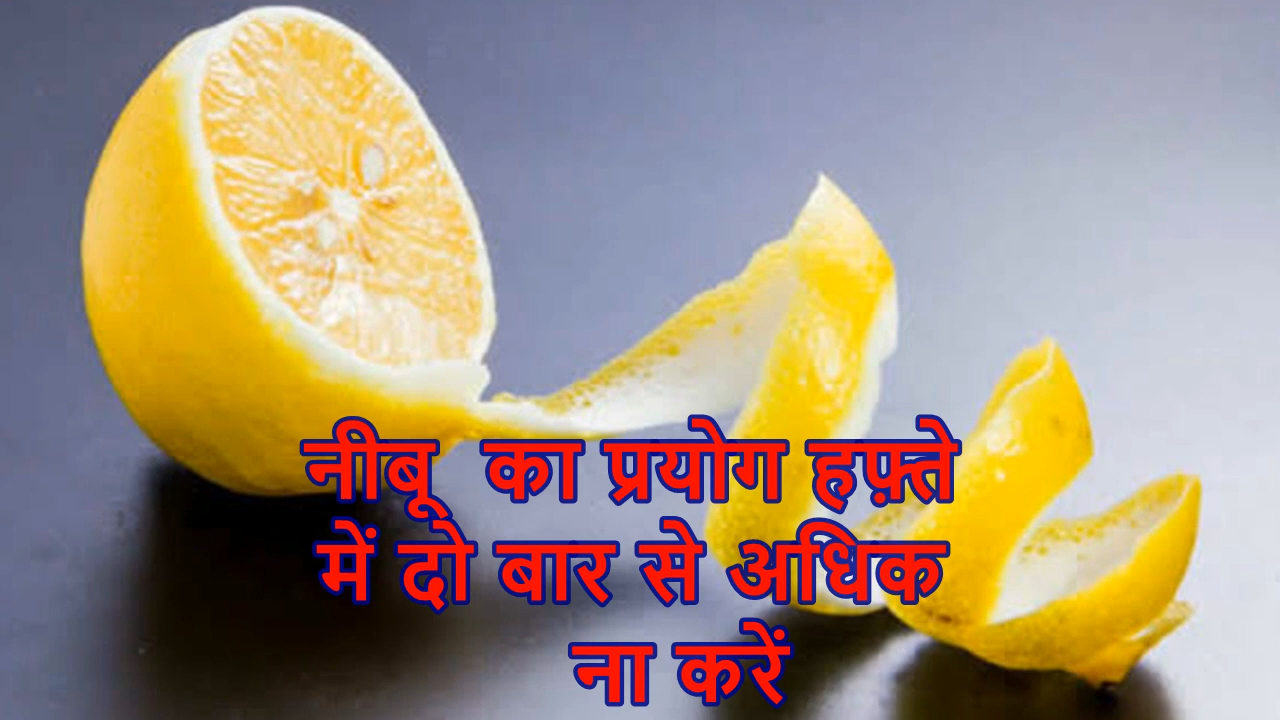 नीबू का प्रयोग हफ़्ते
में दो बार से अधिक
ना करें